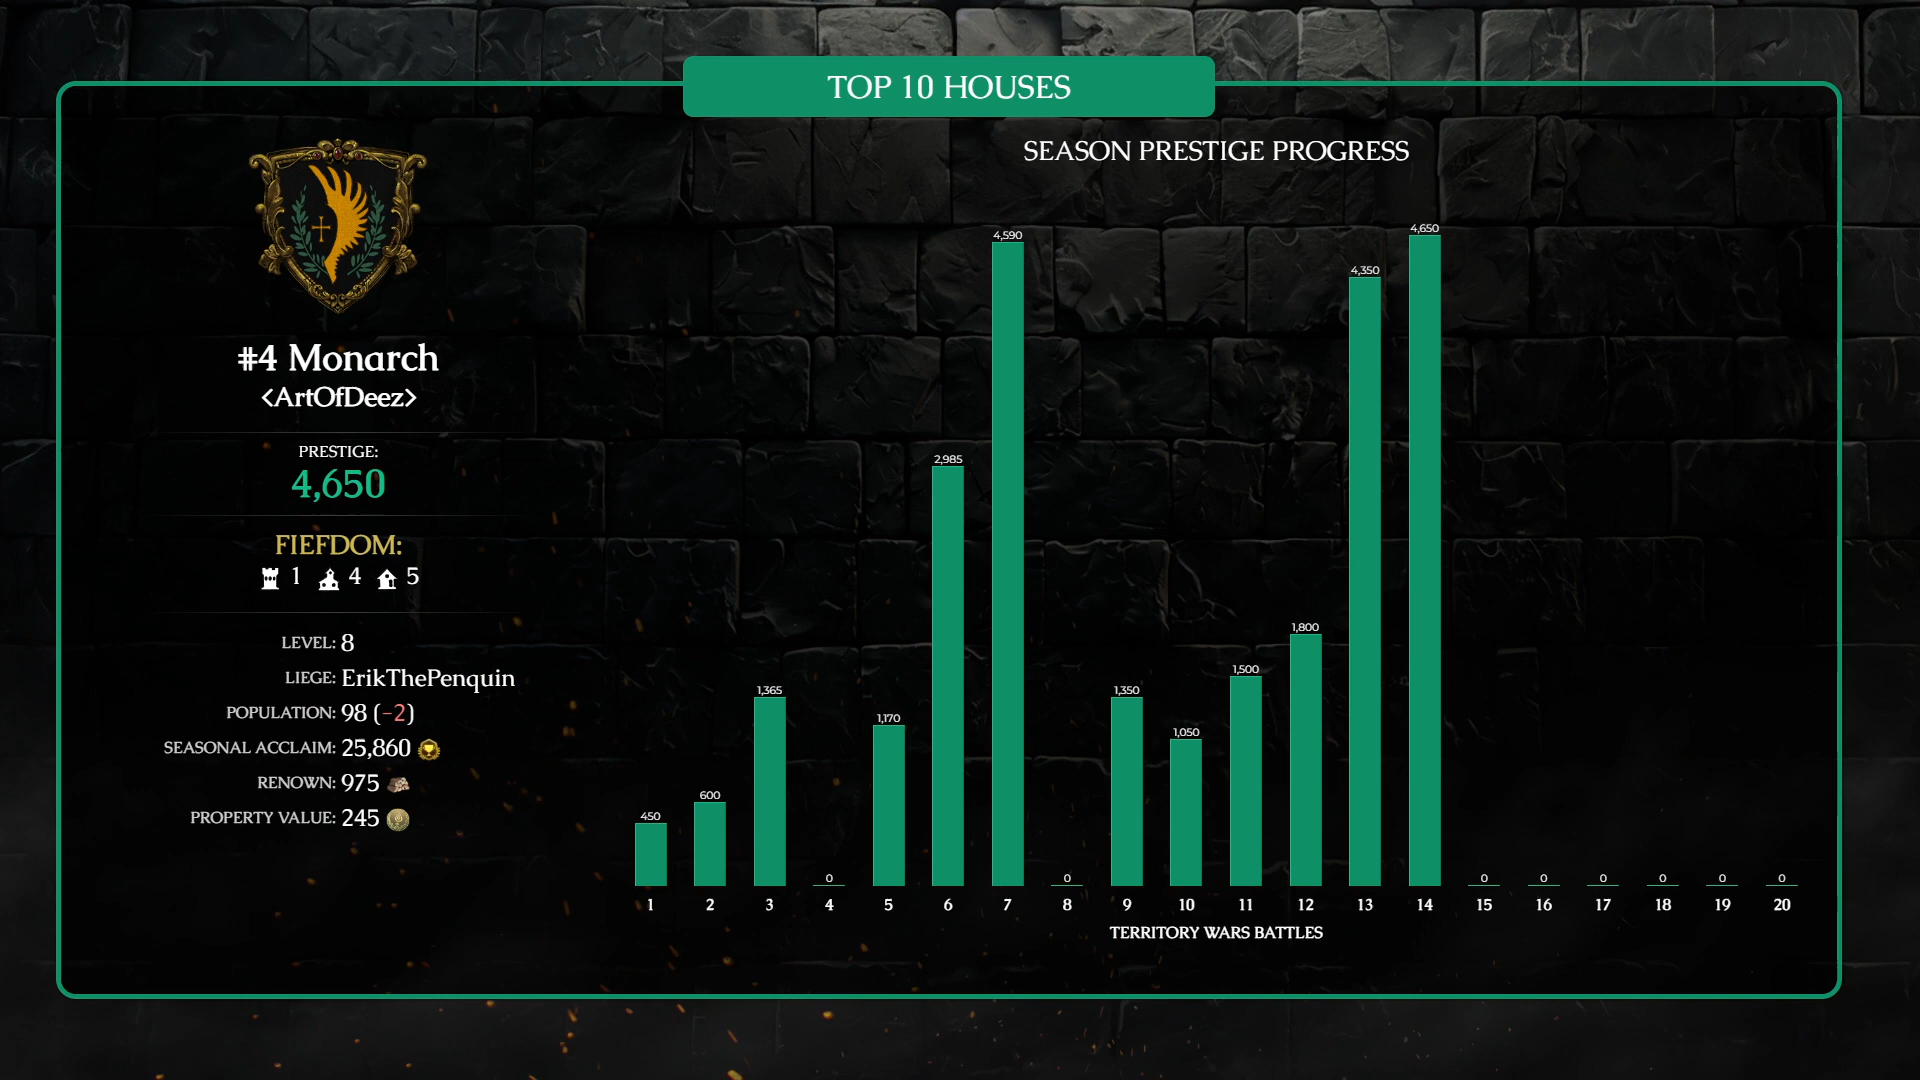 TOP 10 HOUSES
#4 Monarch
<ArtOfDeez>
PRESTIGE:
4,650
FIEFDOM:
1 4 5
LEVEL: 8
LIEGE: ErikThePenquin
POPULATION: 98 (-2)
SEASONAL ACCLAIM: 25,860
RENOWN: 975
PROPERTY VALUE: 245
SEASON PRESTIGE PROGRESS
450 600 1,365 0 1,170 2,985 4,590 0 1,350 1,050 1,500 1,800 4,350 4,650 0 0 0 0 0 0
1 2 3 4 5 6 7 8 9 10 11 12 13 14 15 16 17 18 19 20
TERRITORY WARS BATTLES